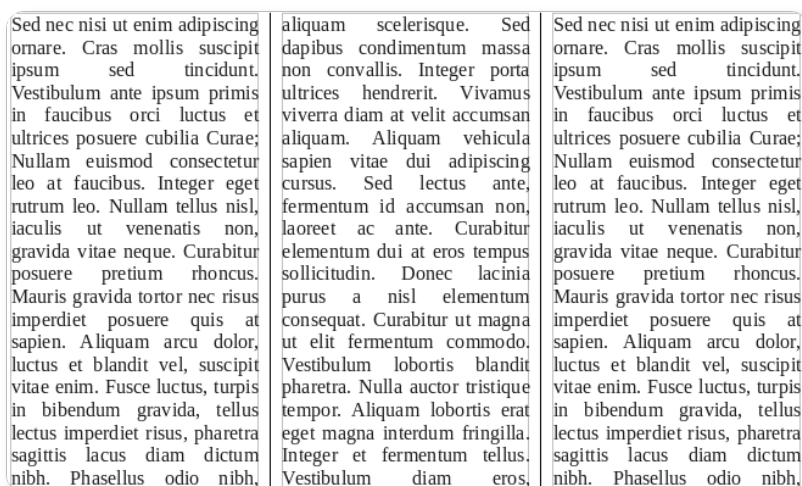 Sed nec nisi ut enim adipiscing
ornare. Cras mollis suscipit
ipsum sed tincidunt.
Vestibulum ante ipsum primis
in faucibus orci luctus et
ultrices posuere cubilia Curae;
Nullam euismod consectetur
leo at faucibus. Integer eget
rutrum leo. Nullam tellus nisl,
iaculis ut venenatis non,
gravida vitae neque. Curabitur
posuere pretium rhoncus.
Mauris gravida tortor nec risus
imperdiet posuere quis at
sapien. Aliquam arcu dolor,
luctus et blandit vel, suscipit
vitae enim. Fusce luctus, turpis
in bibendum gravida, tellus
lectus imperdiet risus, pharetra
sagittis lacus diam dictum
nibh. Phasellus odio nibh,
aliquam scelerisque. Sed
dapibus condimentum massa
non convallis. Integer porta
ultrices hendrerit. Vivamus
viverra diam at velit accumsan
aliquam. Aliquam vehicula
sapien vitae dui adipiscing
cursus. Sed lectus ante,
fermentum id accumsan non,
laoreet ac ante. Curabitur
elementum dui at eros tempus
sollicitudin. Donec lacinia
purus a nisl elementum
consequat. Curabitur ut magna
ut elit fermentum commodo.
Vestibulum lobortis blandit
pharetra. Nulla auctor tristique
tempor. Aliquam lobortis erat
eget magna interdum fringilla.
Integer et fermentum tellus.
Vestibulum diam eros,
Sed nec nisi ut enim adipiscing
ornare. Cras mollis suscipit
ipsum sed tincidunt.
Vestibulum ante ipsum primis
in faucibus orci luctus et
ultrices posuere cubilia Curae;
Nullam euismod consectetur
leo at faucibus. Integer eget
rutrum leo. Nullam tellus nisl,
iaculis ut venenatis non,
gravida vitae neque. Curabitur
posuere pretium rhoncus.
Mauris gravida tortor nec risus
imperdiet posuere quis at
sapien. Aliquam arcu dolor,
luctus et blandit vel, suscipit
vitae enim. Fusce luctus, turpis
in bibendum gravida, tellus
lectus imperdiet risus, pharetra
sagittis lacus diam dictum
nibh. Phasellus odio nibh,